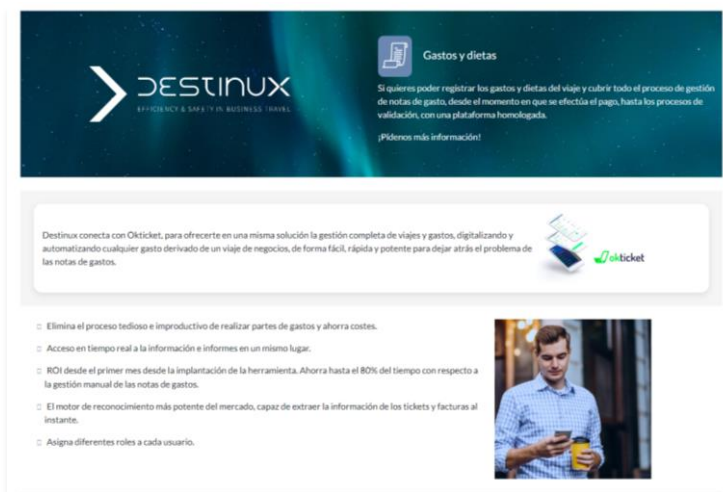 DESTINUX
EFFICIENCY & SAFETY IN BUSINESS TRAVEL
Gastos y dietas
Si quieres poder registrar los gastos y dietas del viaje y cubrir todo el proceso de gestión
de notas de gasto, desde el momento en que se efectúa el pago, hasta los procesos de
validación, con una plataforma homologada.
¡Pídenos más información!
Destinux conecta con Okticket, para ofrecerte en una misma solución la gestión completa de viajes y gastos, digitalizando y
automatizando cualquier gasto derivado de un viaje de negocios, de forma fácil, rápida y potente para dejar atrás el problema de
las notas de gastos.
okticket
Elimina el proceso tedioso e improductivo de realizar partes de gastos y ahorra costes.
Acceso en tiempo real a la información e informes en un mismo lugar.
ROI desde el primer mes desde la implantación de la herramienta. Ahorra hasta el 80% del tiempo con respecto a
la gestión manual de las notas de gastos.
El motor de reconocimiento más potente del mercado, capaz de extraer la información de los tickets y facturas al
instante.
Asigna diferentes roles a cada usuario.